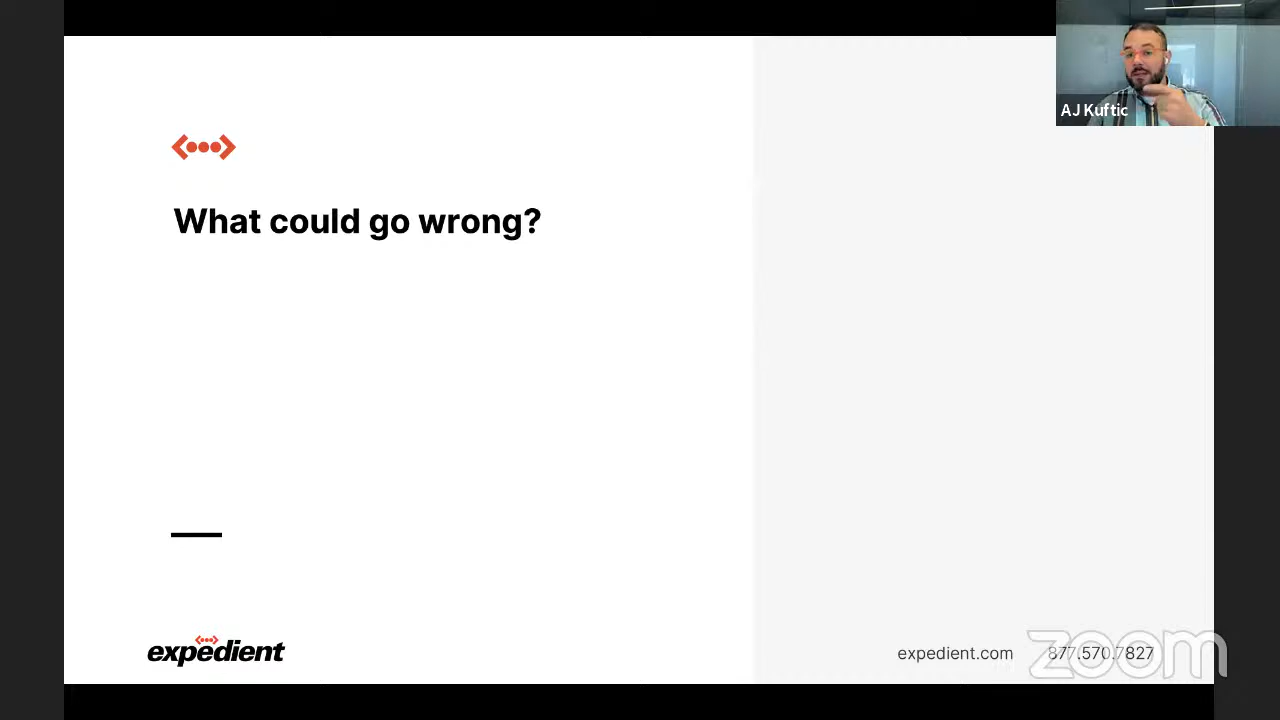 AJ Kuftic
What could go wrong?
expedient
expedient.com
877.570.7827
zoom